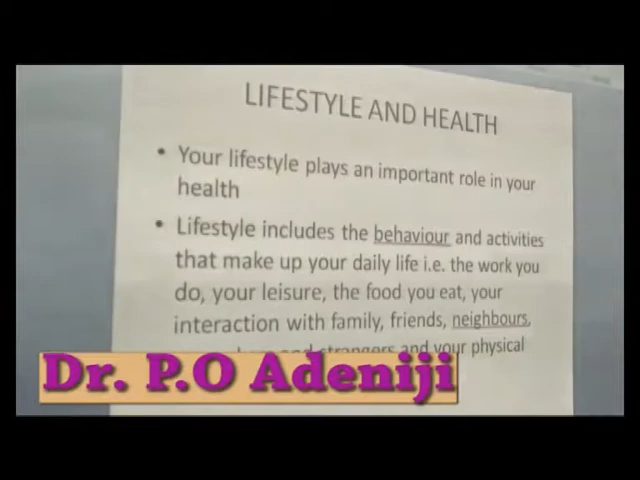 LIFESTYLE AND HEALTH
• Your lifestyle plays an important role in your
health
• Lifestyle includes the behaviour and activities
that make up your daily life i.e. the work you
do, your leisure, the food you eat, your
interaction with family, friends, neighbours,
and strangers and your physical
Dr. P.O Adeniji